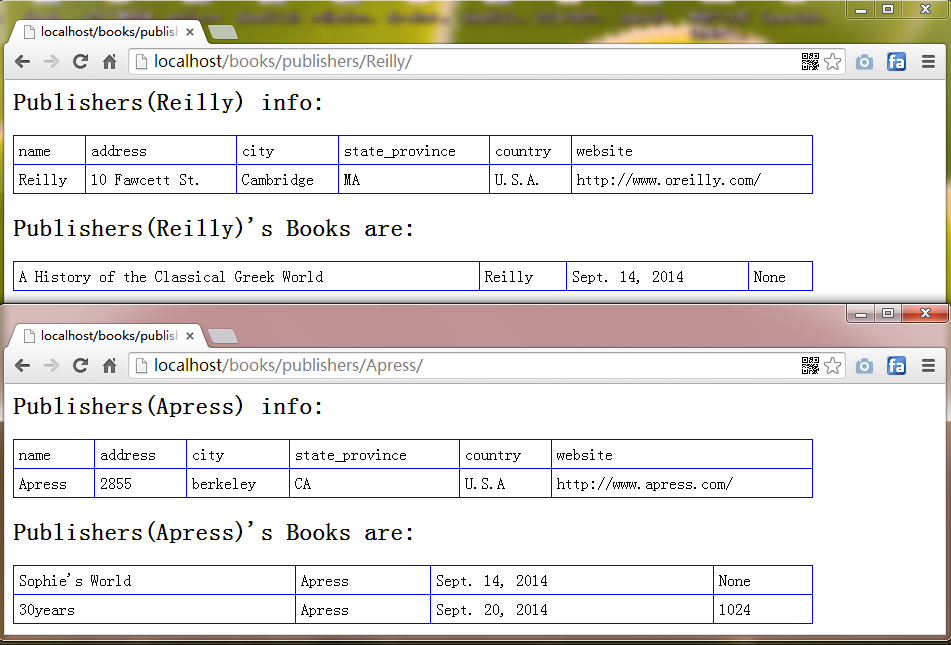 localhost/books/publish
localhost/books/publishers/Reilly/
Publishers(Reilly) info:
name address city state_province country website
Reilly 10 Fawcett St. Cambridge MA U.S.A. http://www.oreilly.com/
Publishers(Reilly)'s Books are:
A History of the Classical Greek World Reilly Sept. 14, 2014 None
localhost/books/publish
localhost/books/publishers/Apress/
Publishers(Apress) info:
name address city state_province country website
Apress 2855 berkeley CA U.S.A http://www.apress.com/
Publishers(Apress)'s Books are:
Sophie's World Apress Sept. 14, 2014 None
30years Apress Sept. 20, 2014 1024